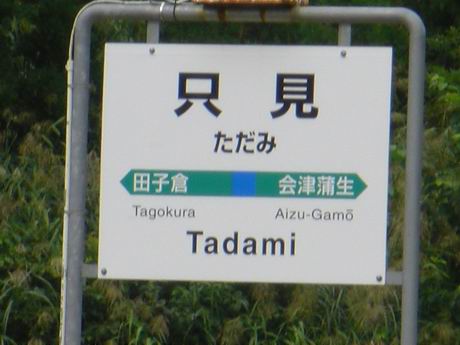 只見
ただみ
田子倉 会津蒲生
Tagokura Aizu-Gamō
Tadami